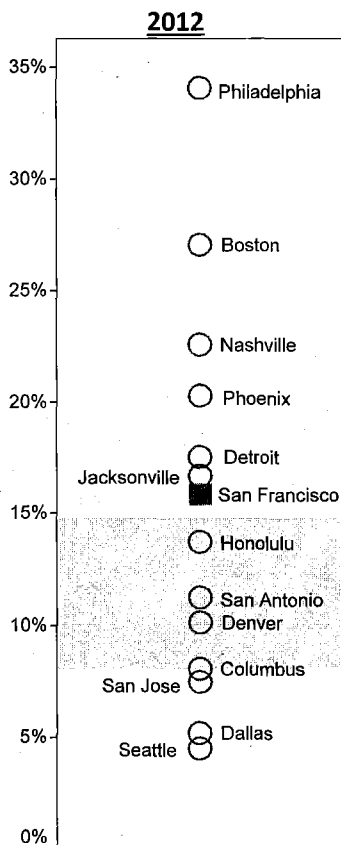 2012
35%
Philadelphia
30%
Boston
25%
Nashville
Phoenix
20%
Detroit
Jacksonville
San Francisco
15%
Honolulu
San Antonio
10%
Denver
Columbus
San Jose
5%
Dallas
Seattle
0%